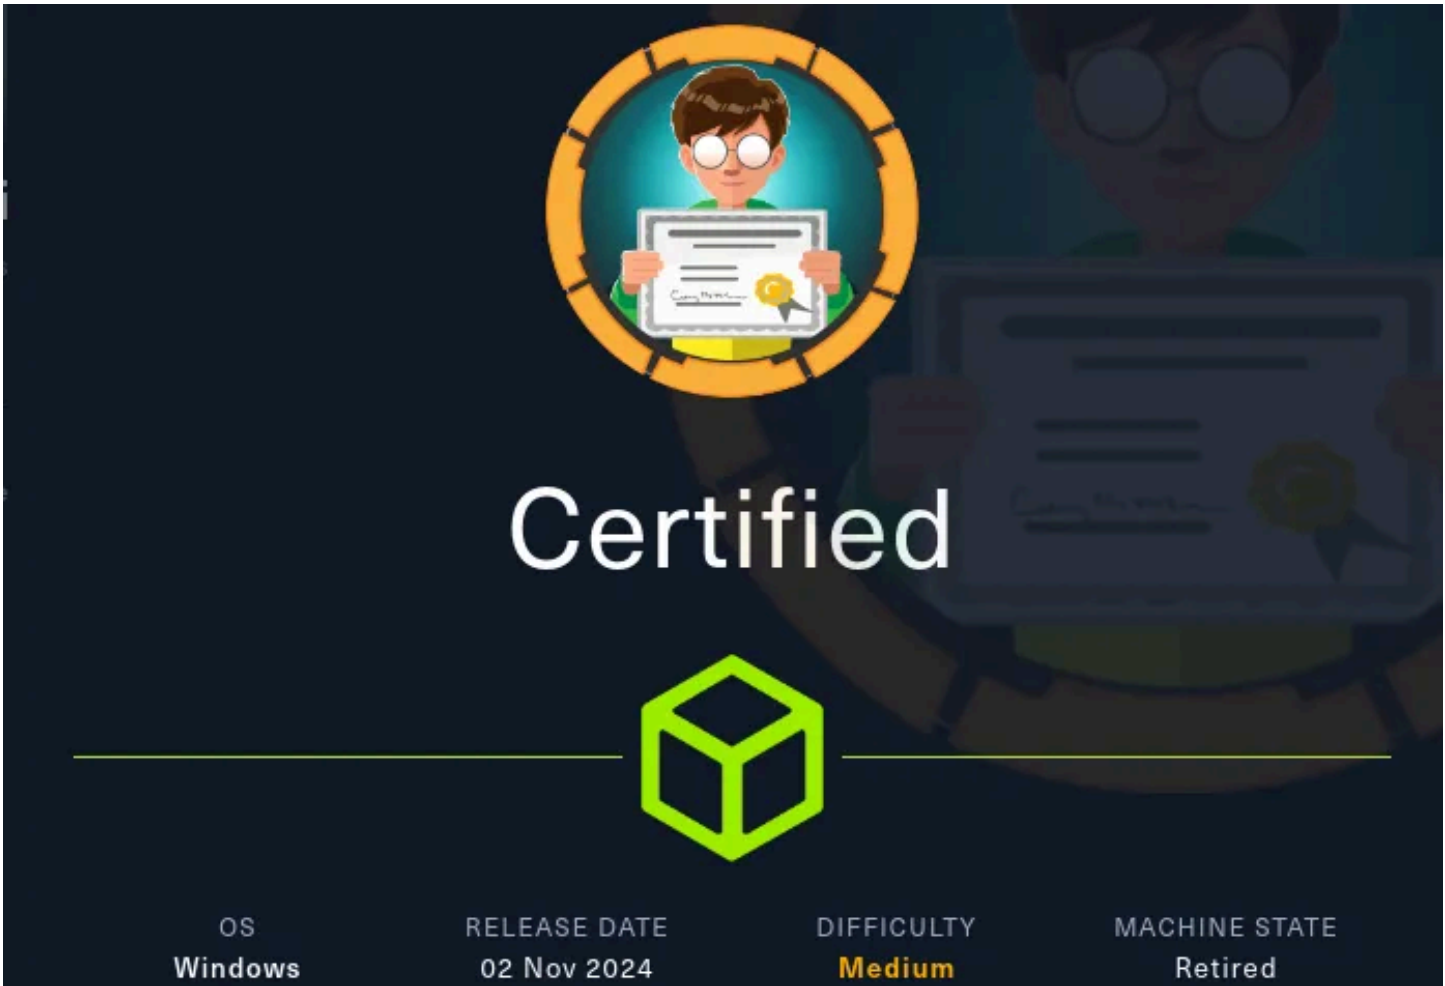 Certified
OS
Windows
RELEASE DATE
02 Nov 2024
DIFFICULTY
Medium
MACHINE STATE
Retired